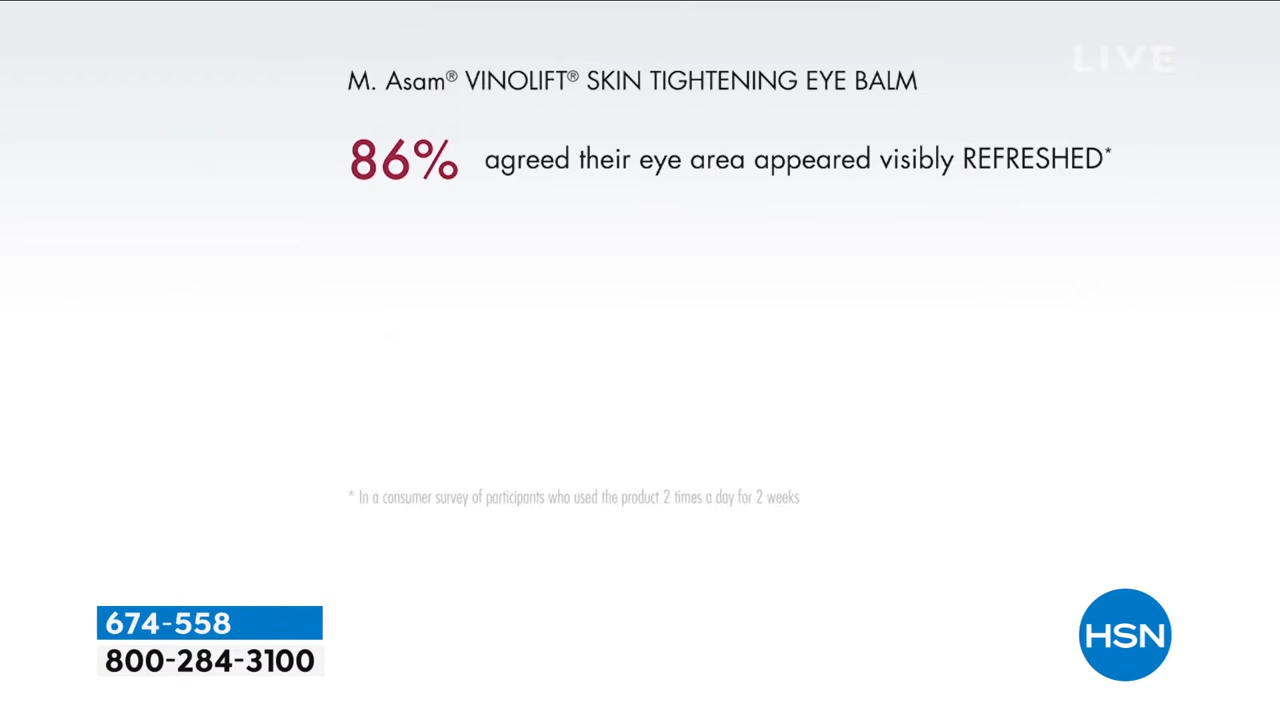 LIVE
M. Asam® VINOLIFT® SKIN TIGHTENING EYE BALM
86% agreed their eye area appeared visibly REFRESHED*
* In a consumer survey of participants who used the product 2 times a day for 2 weeks
674-558
800-284-3100
HSN